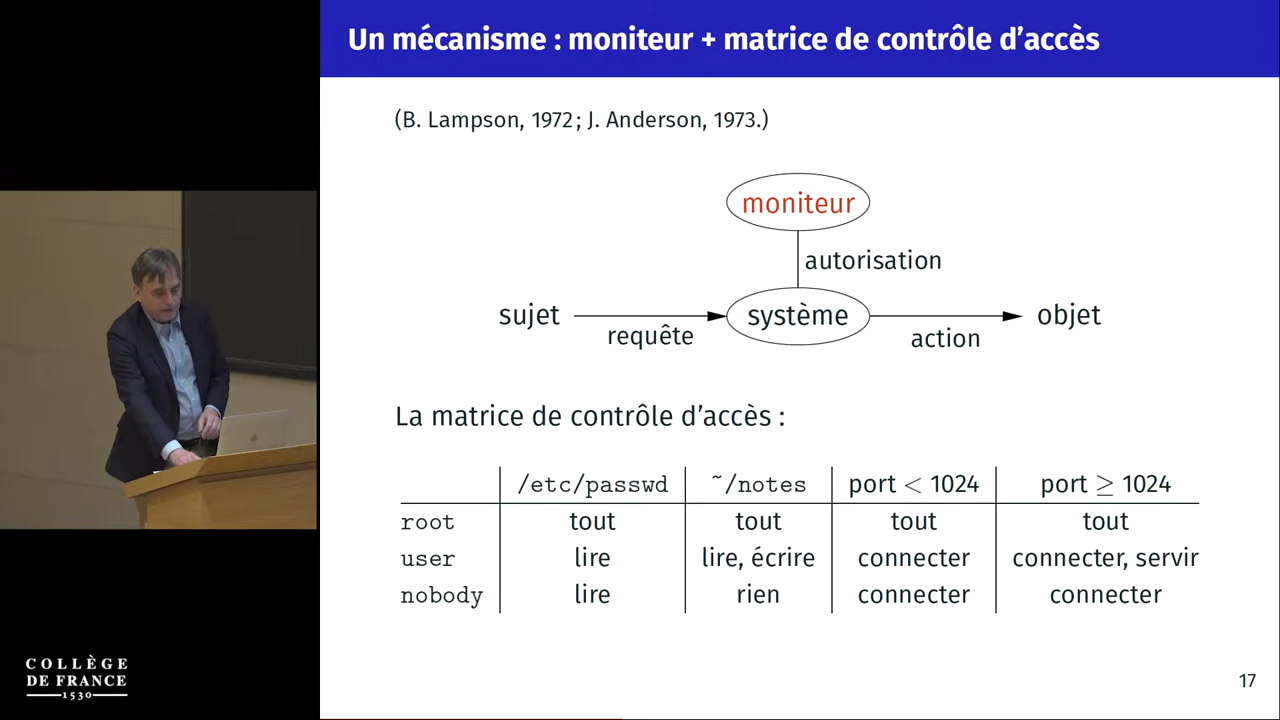 Un mécanisme : moniteur + matrice de contrôle d'accès
(B. Lampson, 1972 ; J. Anderson, 1973.)
moniteur
autorisation
sujet
requête
système
action
objet
La matrice de contrôle d'accès :
/etc/passwd ~/notes port < 1024 port ≥ 1024
root tout tout tout tout
user lire lire, écrire connecter connecter, servir
nobody lire rien connecter connecter
COLLÈGE
DE FRANCE
1530
17